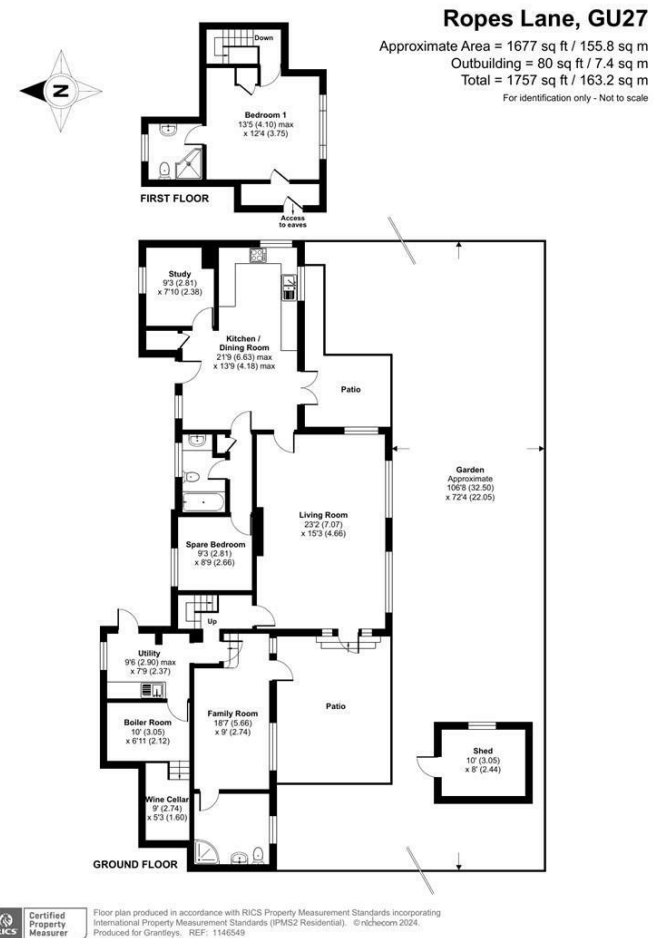 Ropes Lane, GU27
Approximate Area = 1677 sq ft / 155.8 sq m
Outbuilding = 80 sq ft / 7.4 sq m
Total = 1757 sq ft / 163.2 sq m
For identification only - Not to scale
N
Down
Bedroom 1
13'5 (4.10) max
x 12'4 (3.75)
FIRST FLOOR
Access
to eaves
Study
9'3 (2.81)
x 7'10 (2.38)
Kitchen /
Dining Room
21'9 (6.63) max
x 13'9 (4.18) max
Patio
Garden
Approximate
106'8 (32.50)
x 72'4 (22.05)
Living Room
23'2 (7.07)
x 15'3 (4.66)
Spare Bedroom
9'3 (2.81)
x 8'9 (2.66)
Up
Utility
9'6 (2.90) max
x 7'9 (2.37)
Family Room
18'7 (5.66)
x 9' (2.74)
Patio
Boiler Room
10' (3.05)
x 6'11 (2.12)
Shed
10' (3.05)
x 8' (2.44)
Wine Cellar
9' (2.74)
x 5'3 (1.60)
GROUND FLOOR
RICS
Certified
Property
Measurer
Floor plan produced in accordance with RICS Property Measurement Standards incorporating
International Property Measurement Standards (IPMS2 Residential). © nichecom 2024.
Produced for Grantleys. REF: 1146549